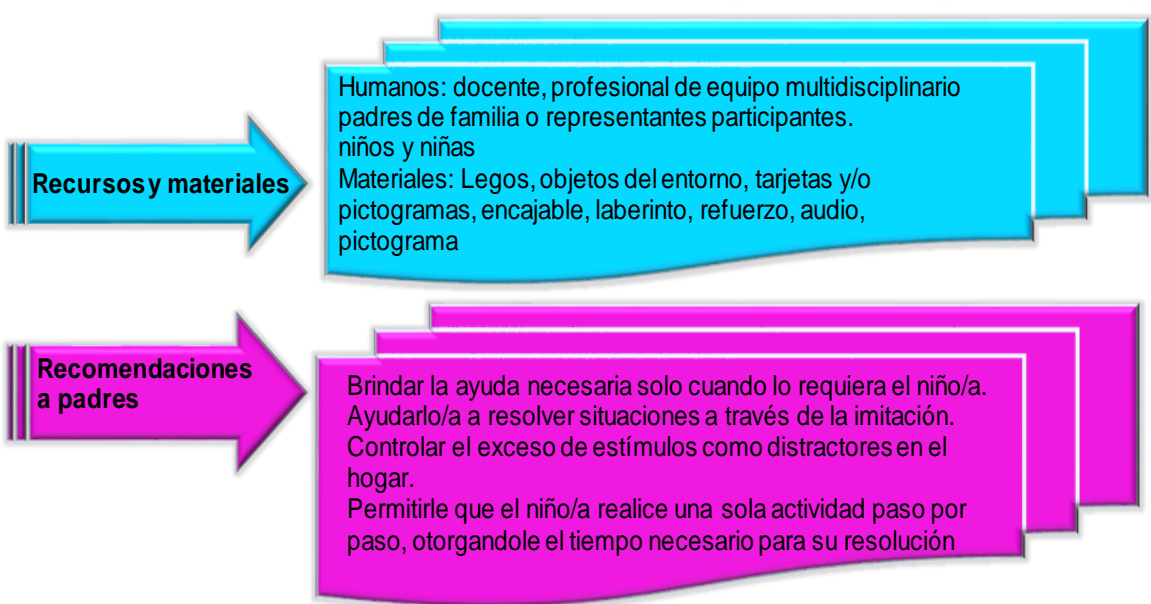 Recursos y materiales
Humanos: docente, profesional de equipo multidisciplinario
padres de familia o representantes participantes.
niños y niñas
Materiales: Legos, objetos del entorno, tarjetas y/o
pictogramas, encajable, laberinto, refuerzo, audio,
pictograma
Recomendaciones
a padres
Brindar la ayuda necesaria solo cuando lo requiera el niño/a.
Ayudarlo/a a resolver situaciones a través de la imitación.
Controlar el exceso de estímulos como distractores en el
hogar.
Permitirle que el niño/a realice una sola actividad paso por
paso, otorgandole el tiempo necesario para su resolución